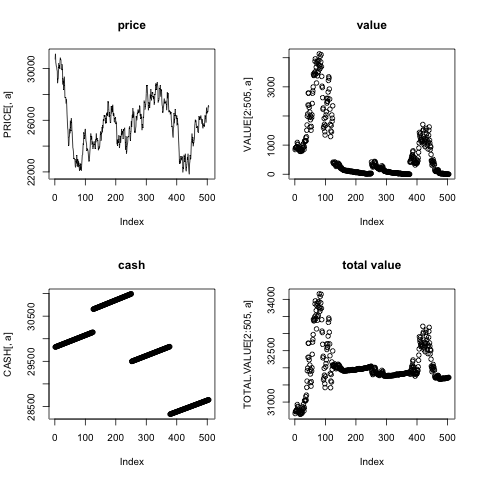 price
PRICE[, a]
22000 26000 30000
0 100 200 300 400 500
Index
value
VALUE[2:505, a]
0 1000 3000
0 100 200 300 400 500
Index
cash
CASH[, a]
28500 29500 30500
0 100 200 300 400 500
Index
total value
TOTAL.VALUE[2:505, a]
31000 32500 34000
0 100 200 300 400 500
Index